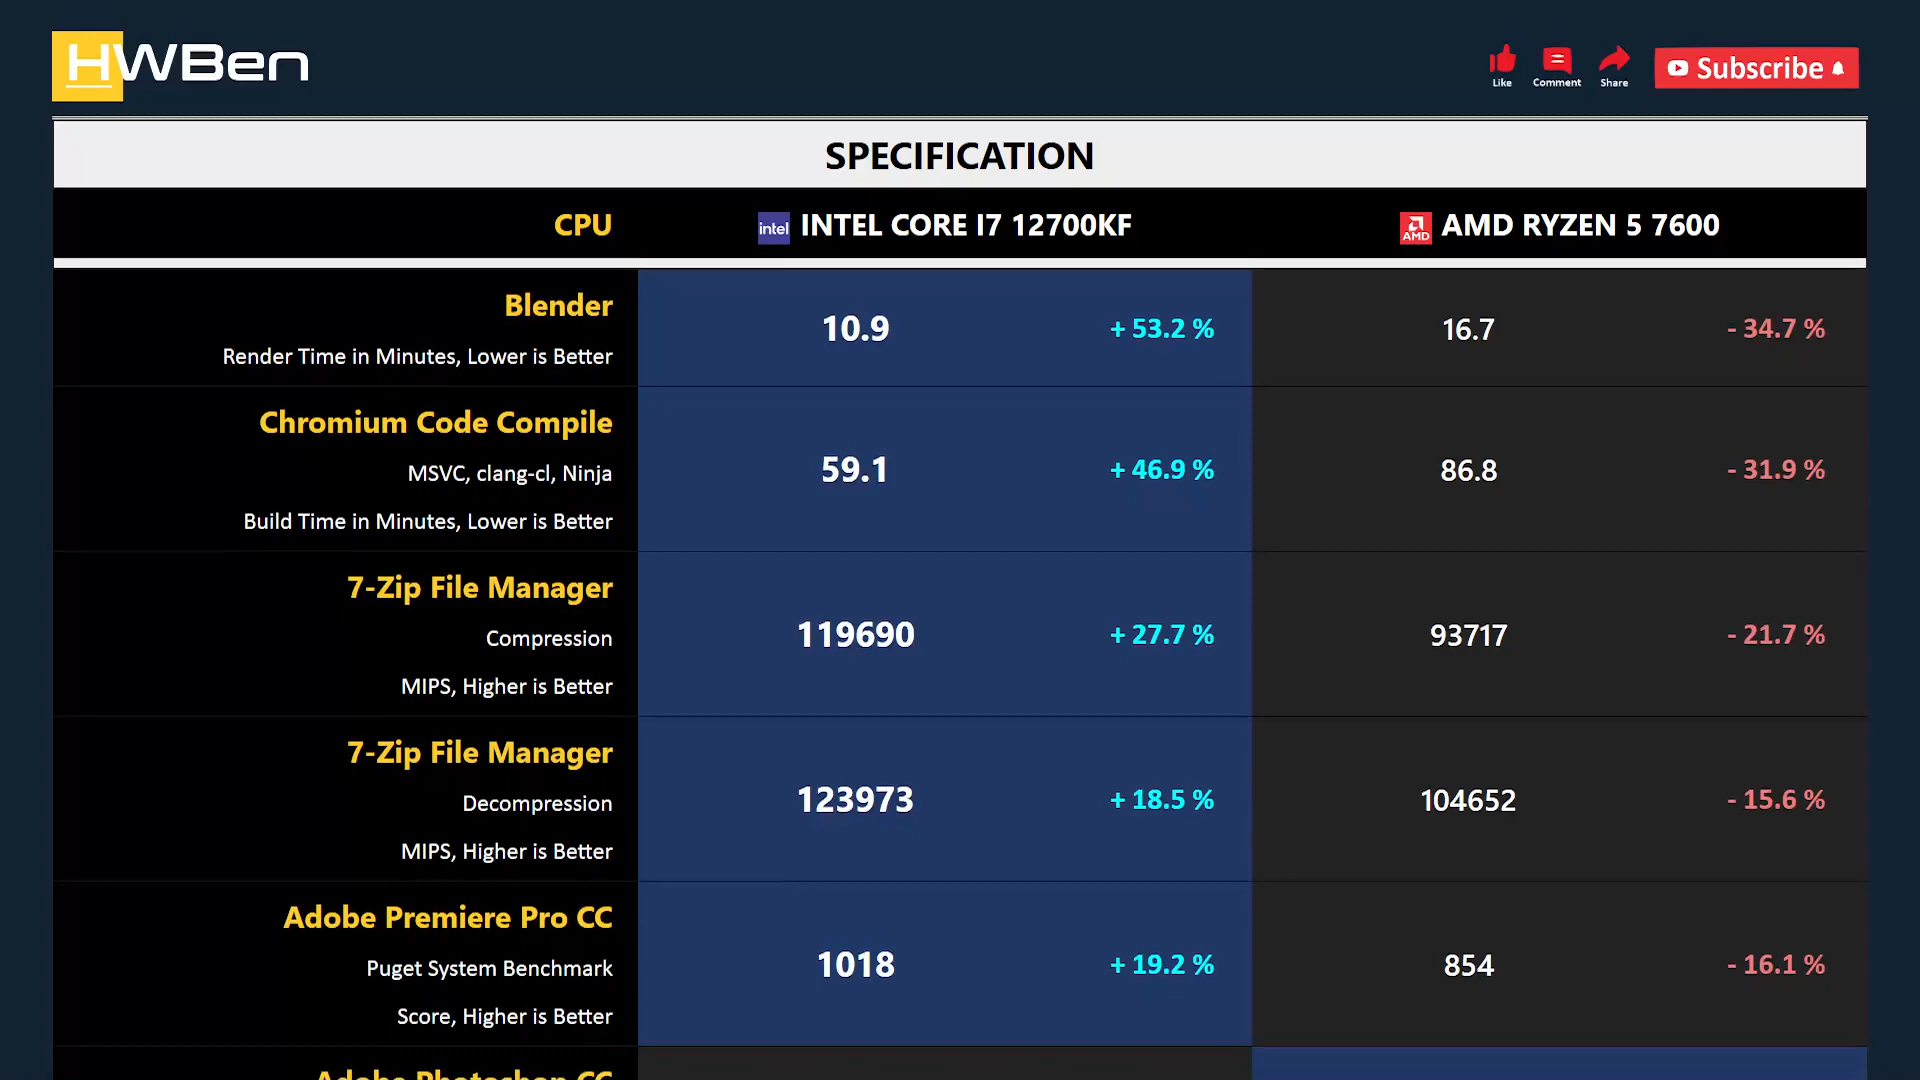 HWBen
Like
Comment
Share
Subscribe
SPECIFICATION
CPU
intel INTEL CORE I7 12700KF
AMD AMD RYZEN 5 7600
Blender
Render Time in Minutes, Lower is Better
10.9
+ 53.2 %
16.7
- 34.7 %
Chromium Code Compile
MSVC, clang-cl, Ninja
Build Time in Minutes, Lower is Better
59.1
+ 46.9 %
86.8
- 31.9 %
7-Zip File Manager
Compression
MIPS, Higher is Better
119690
+ 27.7 %
93717
- 21.7 %
7-Zip File Manager
Decompression
MIPS, Higher is Better
123973
+ 18.5 %
104652
- 15.6 %
Adobe Premiere Pro CC
Puget System Benchmark
Score, Higher is Better
1018
+ 19.2 %
854
- 16.1 %
Adobe Photoshop CC